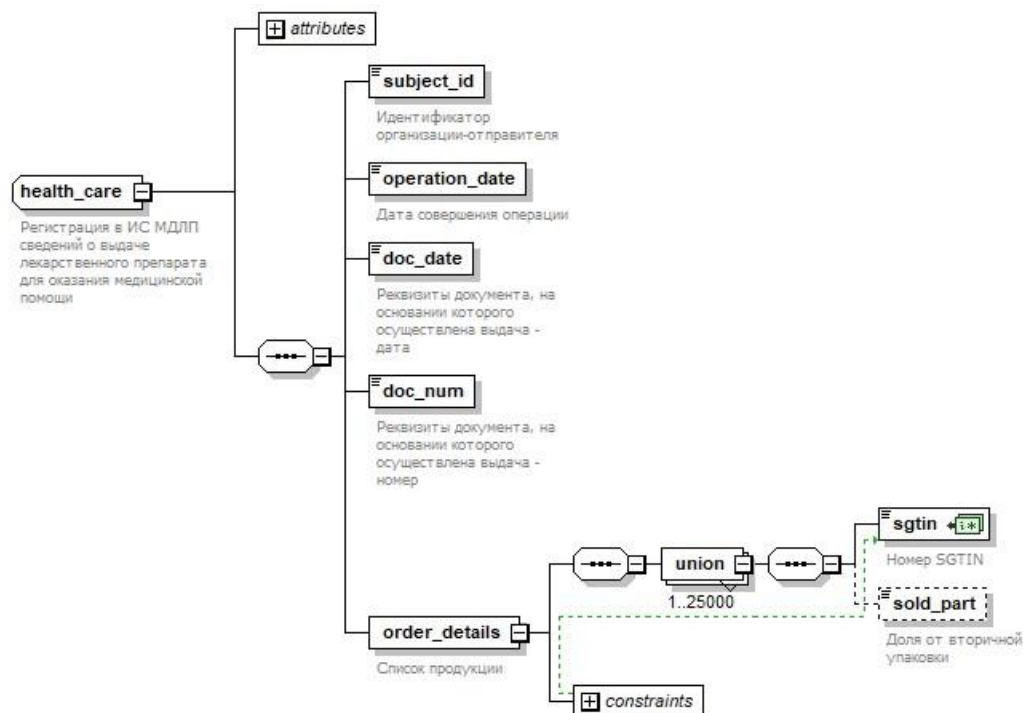 attributes
subject_id
Идентификатор
организации-отправителя
operation_date
Дата совершения операции
health_care
Регистрация в ИС МДЛП
сведений о выдаче
лекарственного препарата
для оказания медицинской
помощи
doc_date
Реквизиты документа, на
основании которого
осуществлена выдача -
дата
doc_num
Реквизиты документа, на
основании которого
осуществлена выдача -
номер
sgtin
Номер SGTIN
union
1..25000
sold_part
Доля от вторичной
упаковки
order_details
Список продукции
constraints